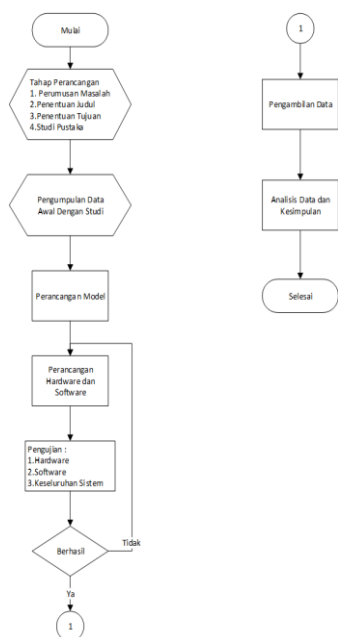 Mulai
Tahap Perancangan
1. Perumusan Masalah
2.Penentuan Judul
3.Penentuan Tujuan
4.Studi Pustaka
Pengumpulan Data
Awal Dengan Studi
Perancangan Model
Perancangan
Hardware dan
Software
Pengujian :
1.Hardware
2.Software
3.Keseluruhan Sistem
Berhasil
Tidak
Ya
1
1
Pengambilan Data
Analisis Data dan
Kesimpulan
Selesai